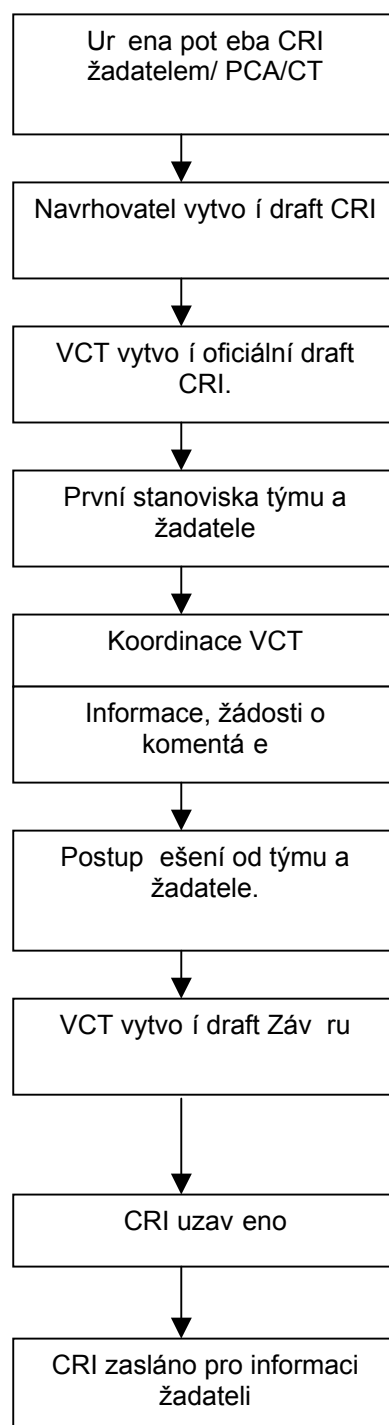 Ur ena pot eba CRI
žadatelem/ PCA/CT
Navrhovatel vytvo í draft CRI
VCT vytvo í oficiální draft
CRI.
První stanoviska týmu a
žadatele
Koordinace VCT
Informace, žádosti o
komentá e
Postup ešení od týmu a
žadatele.
VCT vytvo í draft Záv ru
CRI uzav eno
CRI zasláno pro informaci
žadateli